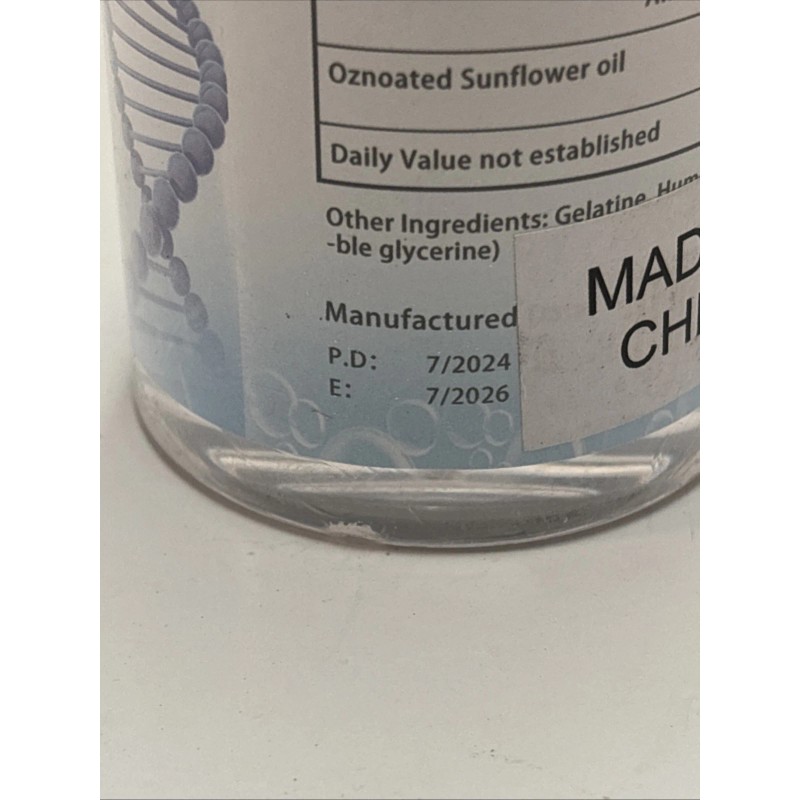 Oznoated Sunflower oil
Daily Value not established
Other Ingredients: Gelatine, Hum
-ble glycerine)
Manufactured
P.D: 7/2024
E: 7/2026
MAD
CHI